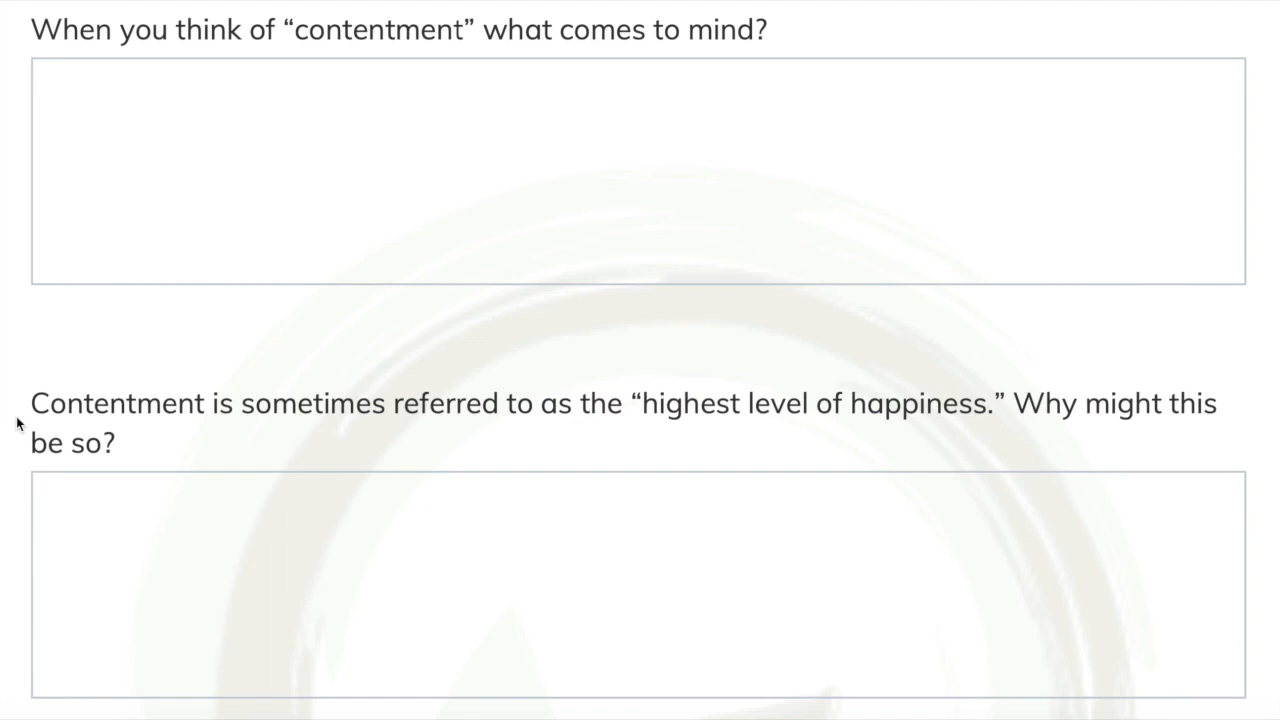 When you think of “contentment” what comes to mind?
Contentment is sometimes referred to as the “highest level of happiness.” Why might this
be so?